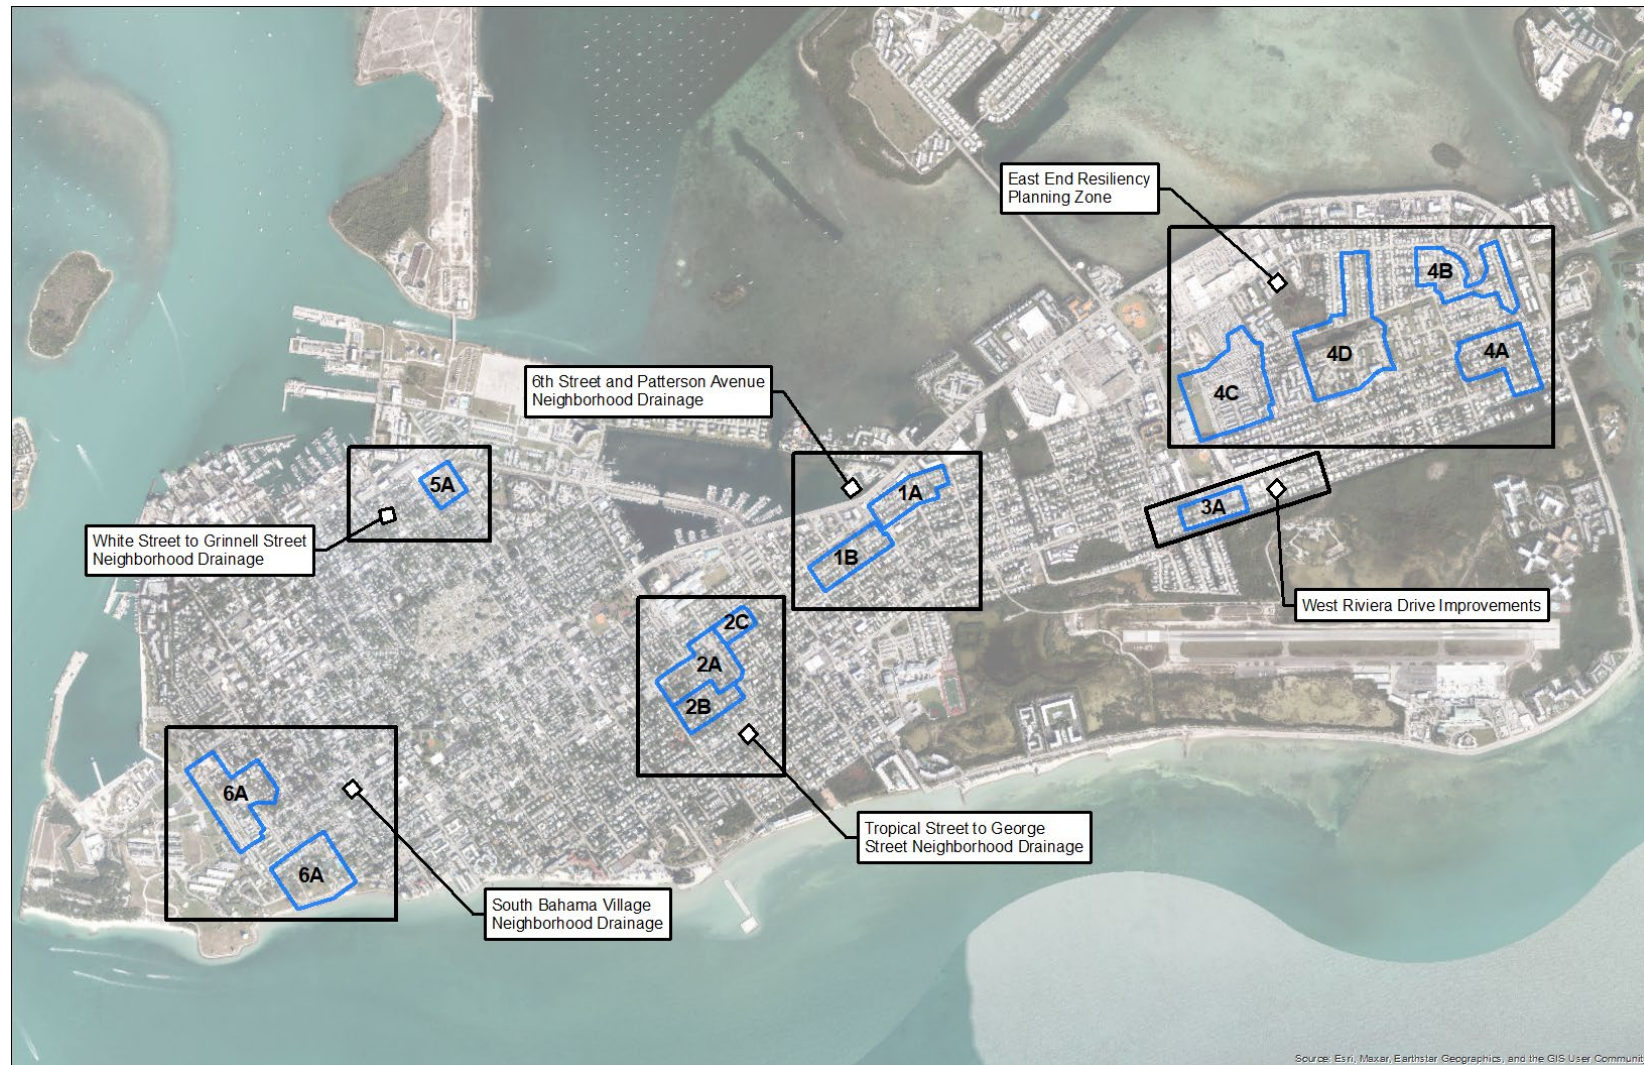 East End Resiliency
Planning Zone
4B
4D
4A
4C
6th Street and Patterson Avenue
Neighborhood Drainage
5A
1A
3A
White Street to Grinnell Street
Neighborhood Drainage
1B
West Riviera Drive Improvements
2C
2A
2B
6A
Tropical Street to George
Street Neighborhood Drainage
6A
South Bahama Village
Neighborhood Drainage
Source: Esri, Maxar, Earthstar Geographics, and the GIS User Communit